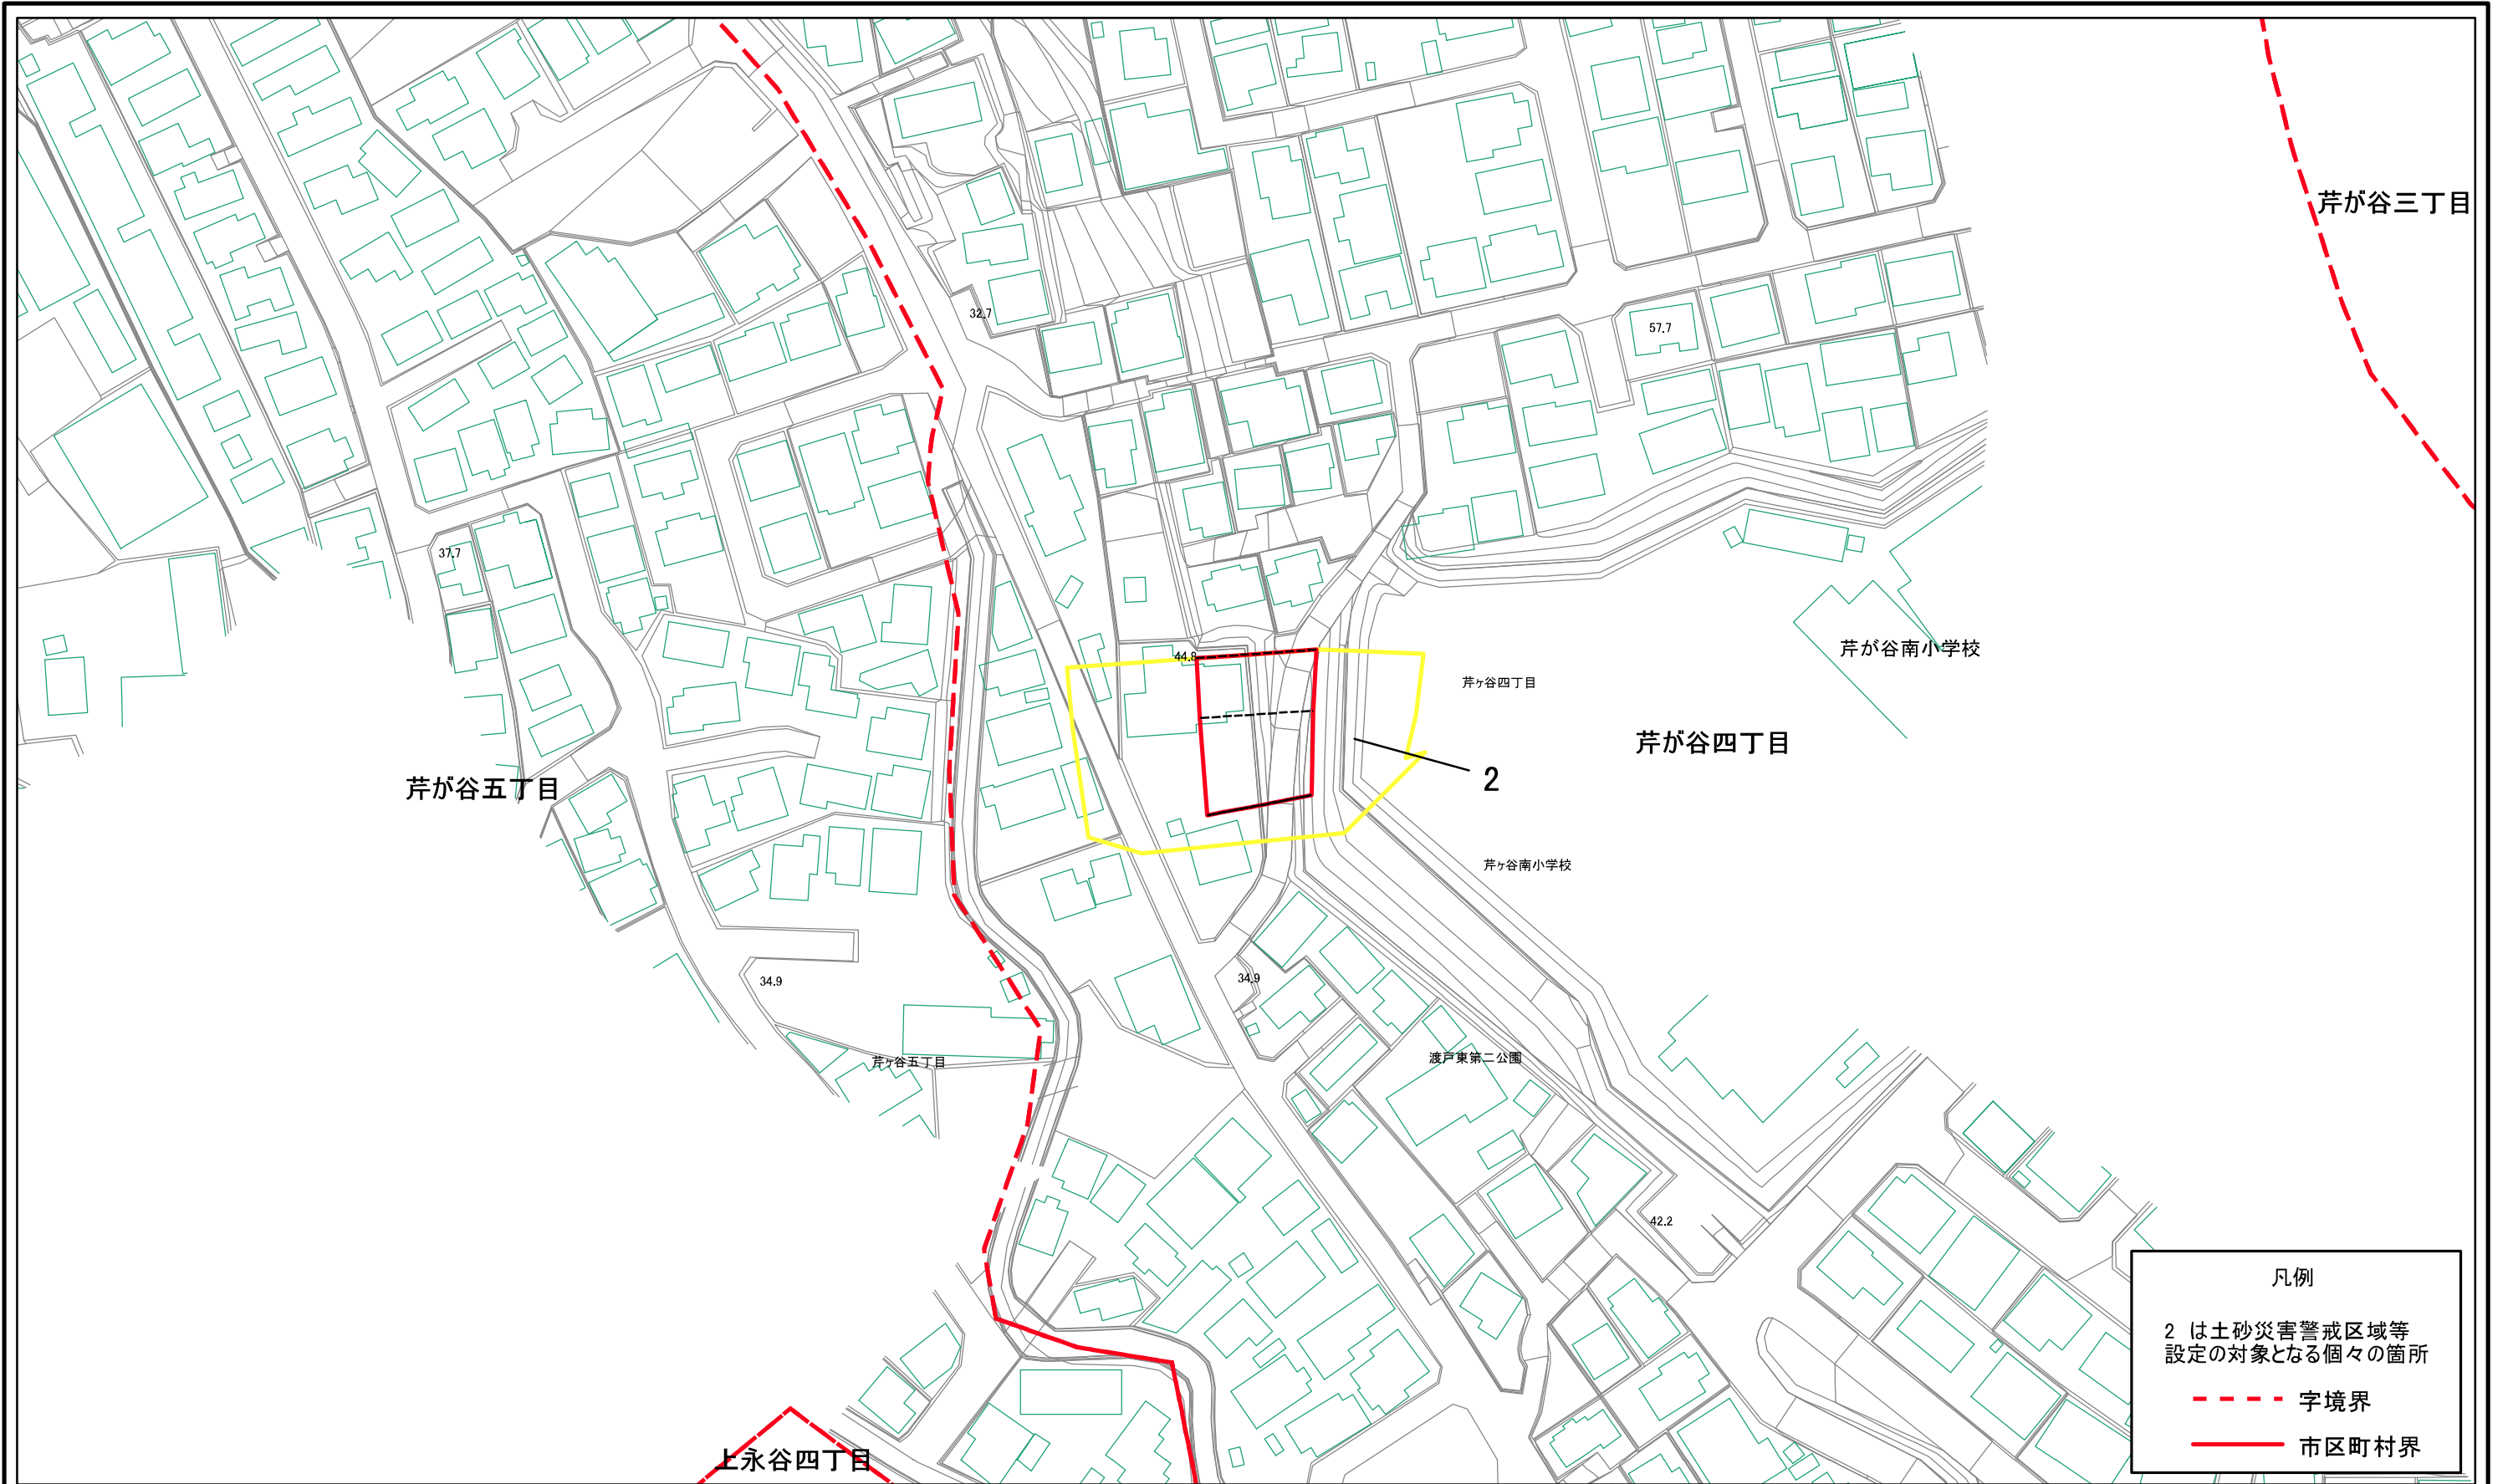 芹が谷三丁目
32.7
57.7
37.7
芹が谷南小学校
44.8
芹ヶ谷四丁目
芹が谷四丁目
2
芹が谷五丁目
芹ヶ谷南小学校
34.9
34.9
渡戸東第二公園
芹ヶ谷五丁目
42.2
上永谷四丁目
凡例
2 は土砂災害警戒区域等
設定の対象となる個々の箇所
字境界
市区町村界